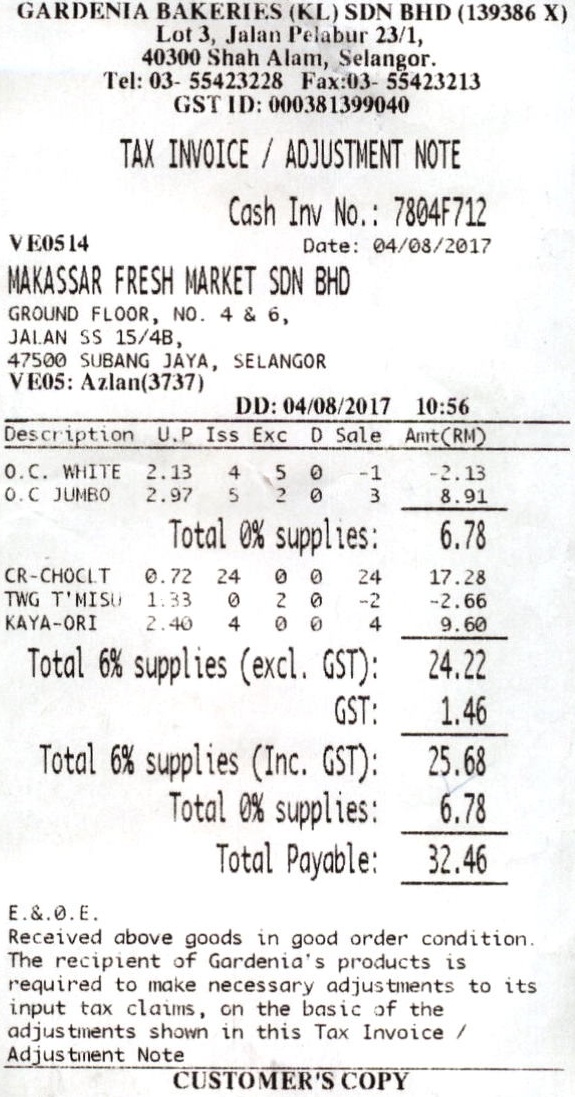 GARDENIA BAKERIES (KL) SDN BHD (139386 X)
Lot 3, Jalan Pelabur 23/1,
40300 Shah Alam, Selangor.
Tel: 03- 55423228 Fax:03- 55423213
GST ID: 000381399040
TAX INVOICE / ADJUSTMENT NOTE
Cash Inv No.: 7804F712
VE0514 Date: 04/08/2017
MAKASSAR FRESH MARKET SDN BHD
GROUND FLOOR, NO. 4 & 6,
JALAN SS 15/4B,
47500 SUBANG JAYA, SELANGOR
VE05: Azlan(3737)
DD: 04/08/2017 10:56
Description U.P Iss Exc D Sale Amt(RM)
O.C. WHITE 2.13 4 5 0 -1 -2.13
O.C JUMBO 2.97 5 2 0 3 8.91
Total 0% supplies: 6.78
CR-CHOCLT 0.72 24 0 0 24 17.28
TWG T'MISU 1.33 0 2 0 -2 -2.66
KAYA-ORI 2.40 4 0 0 4 9.60
Total 6% supplies (excl. GST): 24.22
GST: 1.46
Total 6% supplies (Inc. GST): 25.68
Total 0% supplies: 6.78
Total Payable: 32.46
E.&.O.E.
Received above goods in good order condition.
The recipient of Gardenia's products is
required to make necessary adjustments to its
input tax claims, on the basic of the
adjustments shown in this Tax Invoice /
Adjustment Note
CUSTOMER'S COPY